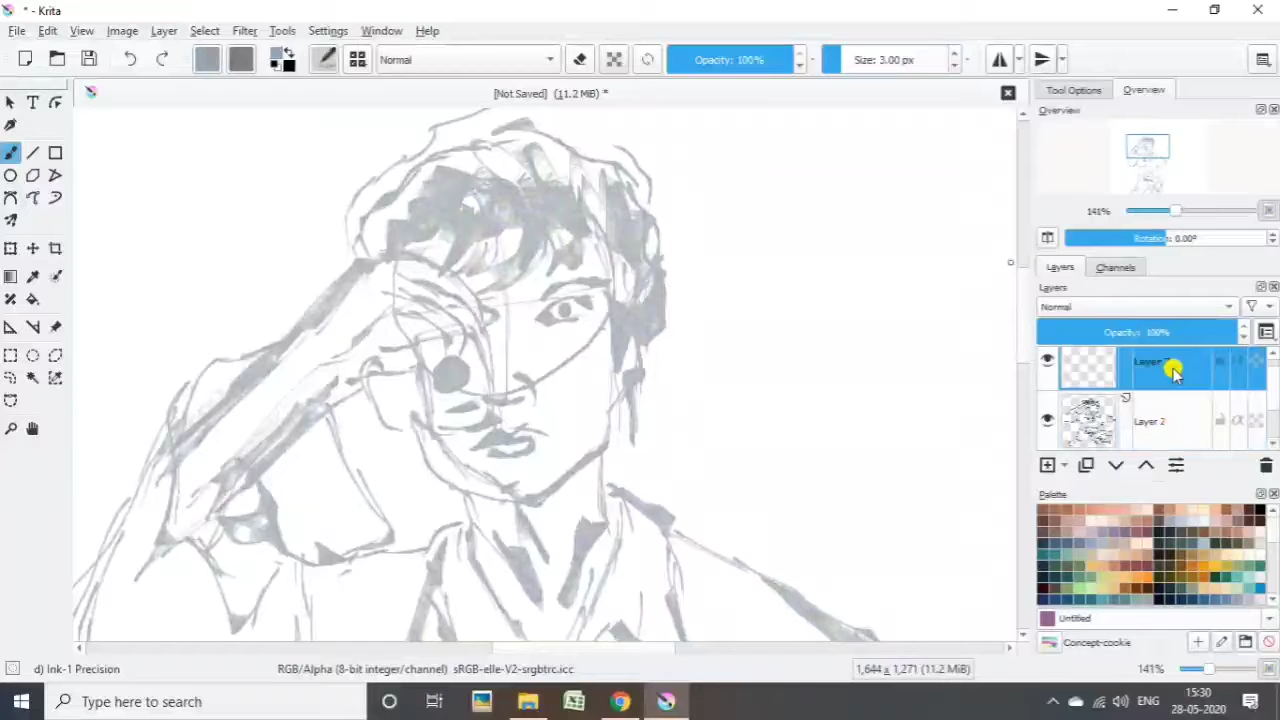 * - Krita
File Edit View Image Layer Select Filter Tools Settings Window Help
Normal Opacity: 100% Size: 3.00 px
[Not Saved] (11.2 MiB) *
Tool Options Overview
Overview
141%
Rotation: 0.00°
Layers Channels
Layers
Normal
Opacity: 100%
Layer
Layer 2
Palette
Untitled
Concept-cookie
d) Ink-1 Precision RGB/Alpha (8-bit integer/channel) sRGB-elle-V2-srgbtrc.icc 1,644 x 1,271 (11.2 MiB) 141%
Type here to search ENG 15:30
28-05-2020